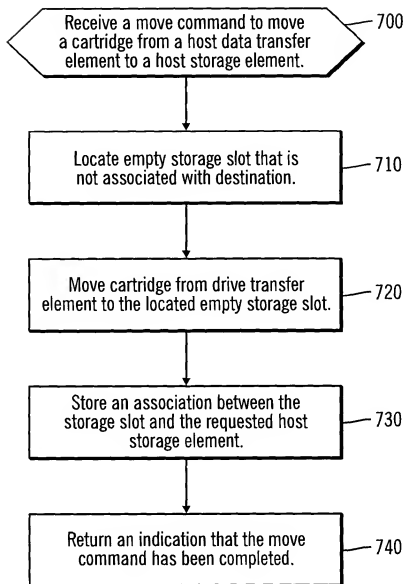 Receive a move command to move
a cartridge from a host data transfer
element to a host storage element.
700
Locate empty storage slot that is
not associated with destination.
710
Move cartridge from drive transfer
element to the located empty storage slot.
720
Store an association between the
storage slot and the requested host
storage element.
730
Return an indication that the move
command has been completed.
740